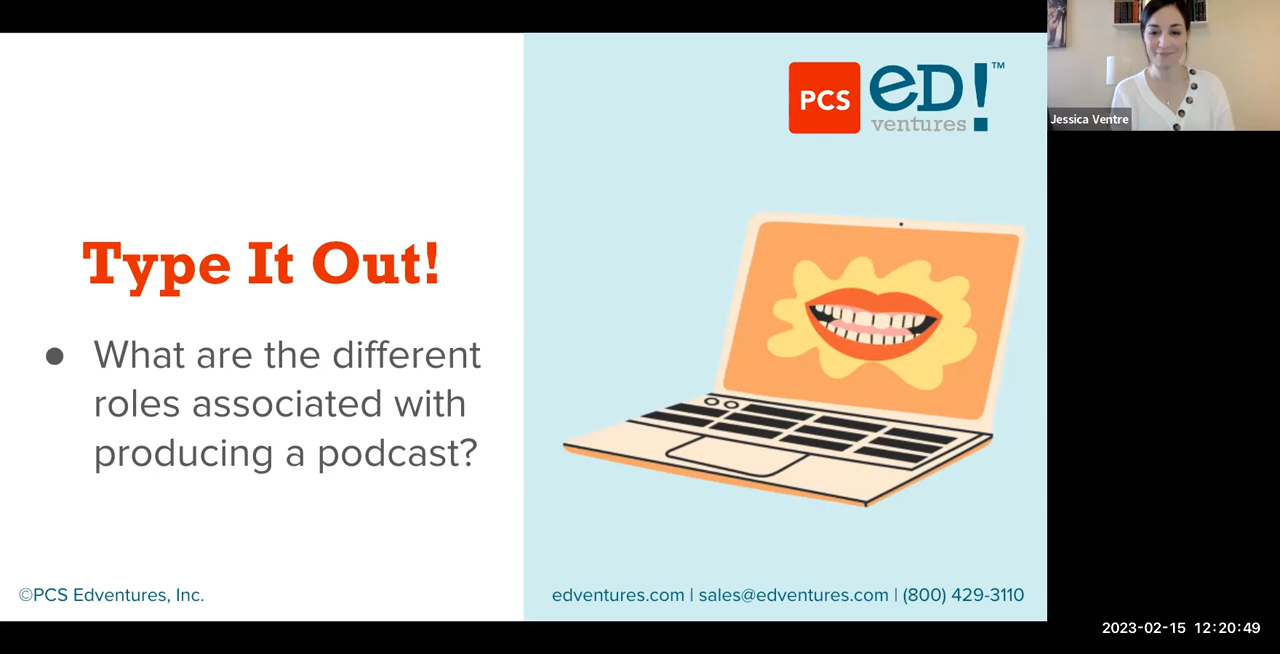 PCS
eD!™
ventures
Jessica Ventre
Type It Out!
● What are the different
roles associated with
producing a podcast?
©PCS Edventures, Inc.
edventures.com | sales@edventures.com | (800) 429-3110
2023-02-15 12:20:49